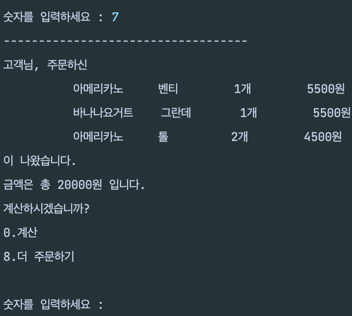 숫자를 입력하세요 : 7
-----------------------------------
고객님, 주문하신
아메리카노 벤티 1개 5500원
바나나요거트 그란데 1개 5500원
아메리카노 톨 2개 4500원
이 나왔습니다.
금액은 총 20000원 입니다.
계산하시겠습니까?
0.계산
8.더 주문하기
숫자를 입력하세요 :